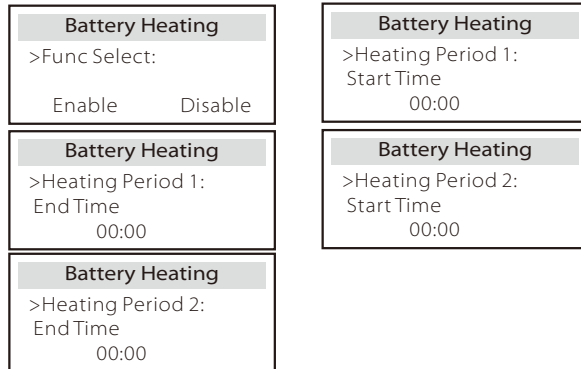 Battery Heating
>Func Select:
Enable Disable
Battery Heating
>Heating Period 1:
Start Time
00:00
Battery Heating
>Heating Period 1:
End Time
00:00
Battery Heating
>Heating Period 2:
Start Time
00:00
Battery Heating
>Heating Period 2:
End Time
00:00